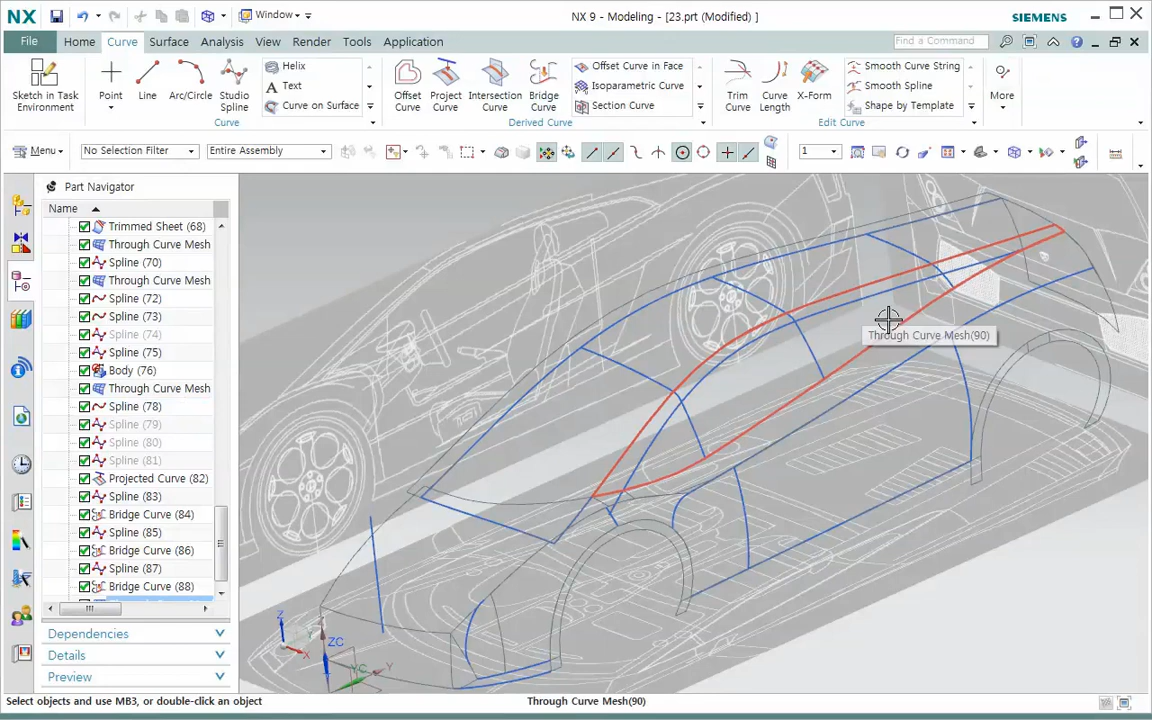 NX
Window
NX 9 - Modeling - [23.prt (Modified) ]
SIEMENS
File
Home
Curve
Surface
Analysis
View
Render
Tools
Application
Find a Command
Sketch in Task
Environment
Point
Line
Arc/Circle
Studio
Spline
Helix
Text
Curve on Surface
Curve
Offset
Curve
Project
Curve
Intersection
Curve
Bridge
Curve
Offset Curve in Face
Isoparametric Curve
Section Curve
Derived Curve
Trim
Curve
Curve
Length
X-Form
Smooth Curve String
Smooth Spline
Shape by Template
Edit Curve
More
Menu
No Selection Filter
Entire Assembly
1
Part Navigator
Name
Trimmed Sheet (68)
Through Curve Mesh
Spline (70)
Through Curve Mesh
Spline (72)
Spline (73)
Spline (74)
Spline (75)
Body (76)
Through Curve Mesh
Spline (78)
Spline (79)
Spline (80)
Spline (81)
Projected Curve (82)
Spline (83)
Bridge Curve (84)
Spline (85)
Bridge Curve (86)
Spline (87)
Bridge Curve (88)
Dependencies
Details
Preview
Through Curve Mesh(90)
Z
X
Y
ZC
YC
Select objects and use MB3, or double-click an object
Through Curve Mesh(90)